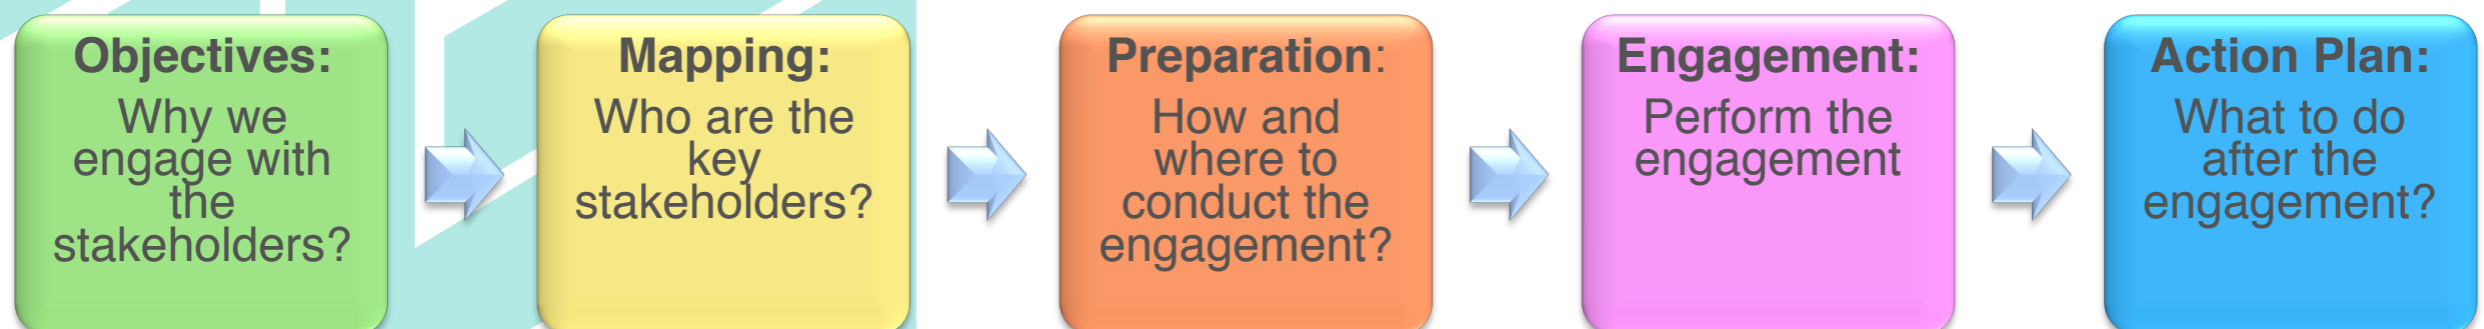 Objectives:
Why we
engage with
the
stakeholders?
Mapping:
Who are the
key
stakeholders?
Preparation:
How and
where to
conduct the
engagement?
Engagement:
Perform the
engagement
Action Plan:
What to do
after the
engagement?